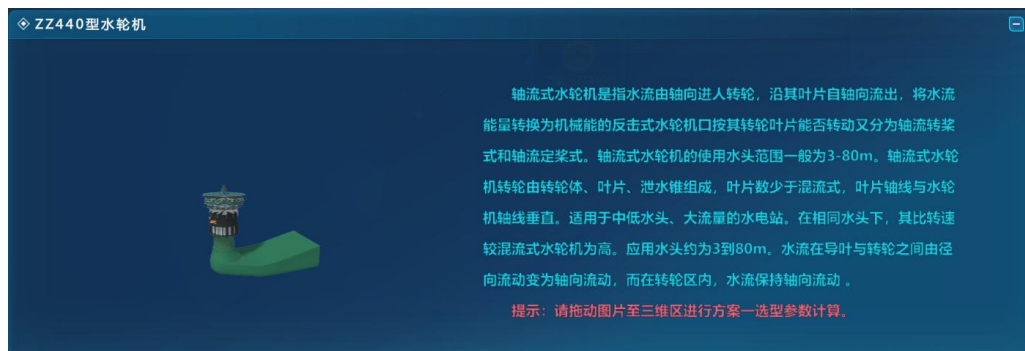 ZZ440型水轮机
轴流式水轮机是指水流由轴向进人转轮，沿其叶片自轴向流出，将水流
能量转换为机械能的反击式水轮机口按其转轮叶片能否转动又分为轴流转桨
式和轴流定桨式。轴流式水轮机的使用水头范围一般为3-80m。轴流式水轮
机转轮由转轮体、叶片、泄水锥组成，叶片数少于混流式，叶片轴线与水轮
机轴线垂直。适用于中低水头、大流量的水电站。在相同水头下，其比转速
较混流式水轮机为高。应用水头约为3到80m。水流在导叶与转轮之间由径
向流动变为轴向流动，而在转轮区内，水流保持轴向流动 。
提示：请拖动图片至三维区进行方案一选型参数计算。